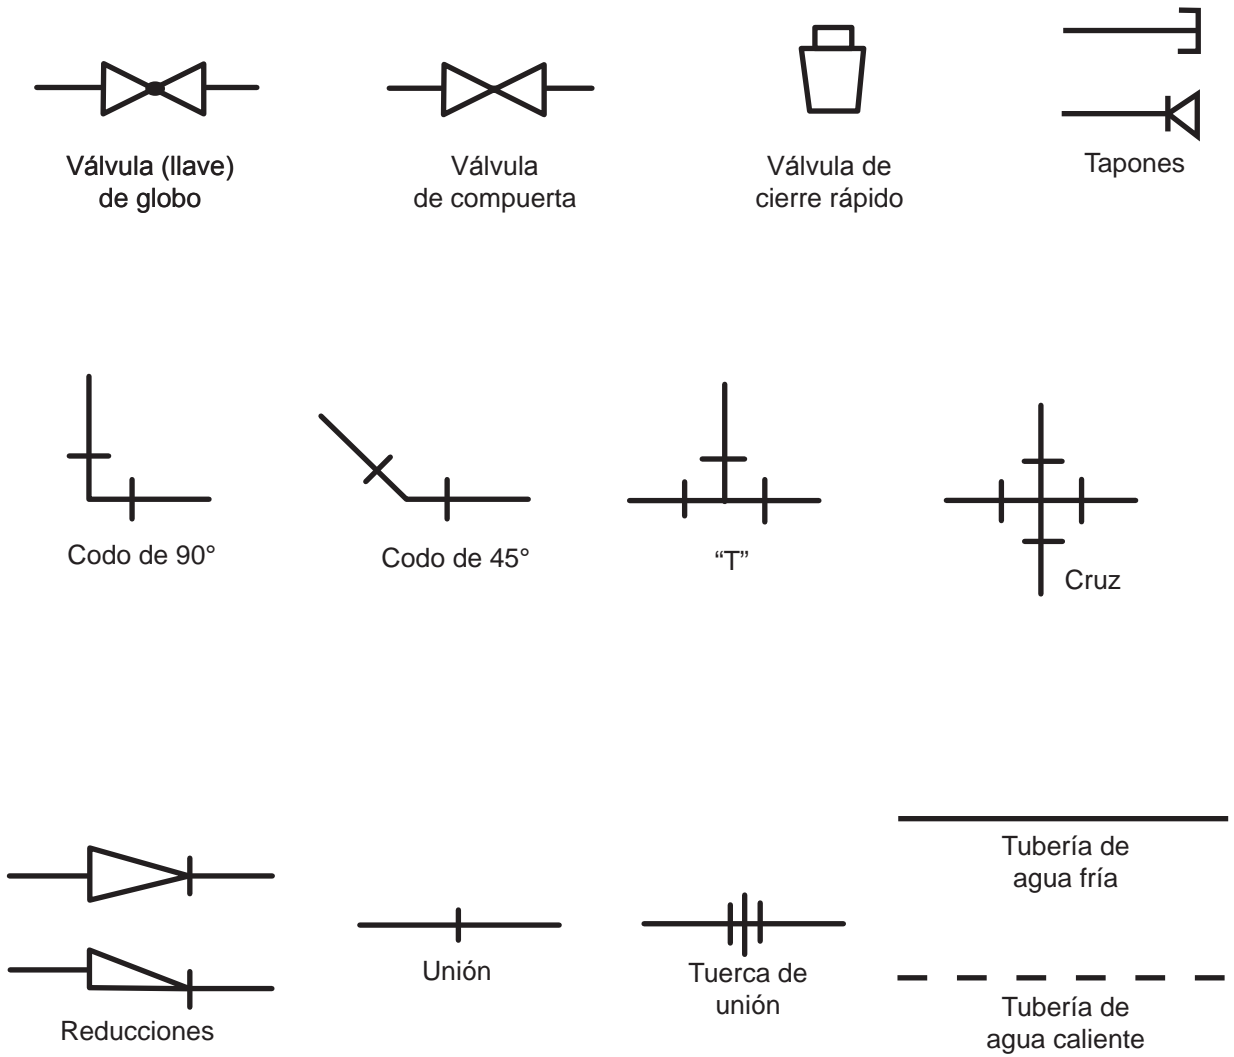 Válvula (llave)
de globo
Válvula
de compuerta
Válvula de
cierre rápido
Tapones
Codo de 90°
Codo de 45°
“T”
Cruz
Reducciones
Unión
Tuerca de
unión
Tubería de
agua fría
Tubería de
agua caliente